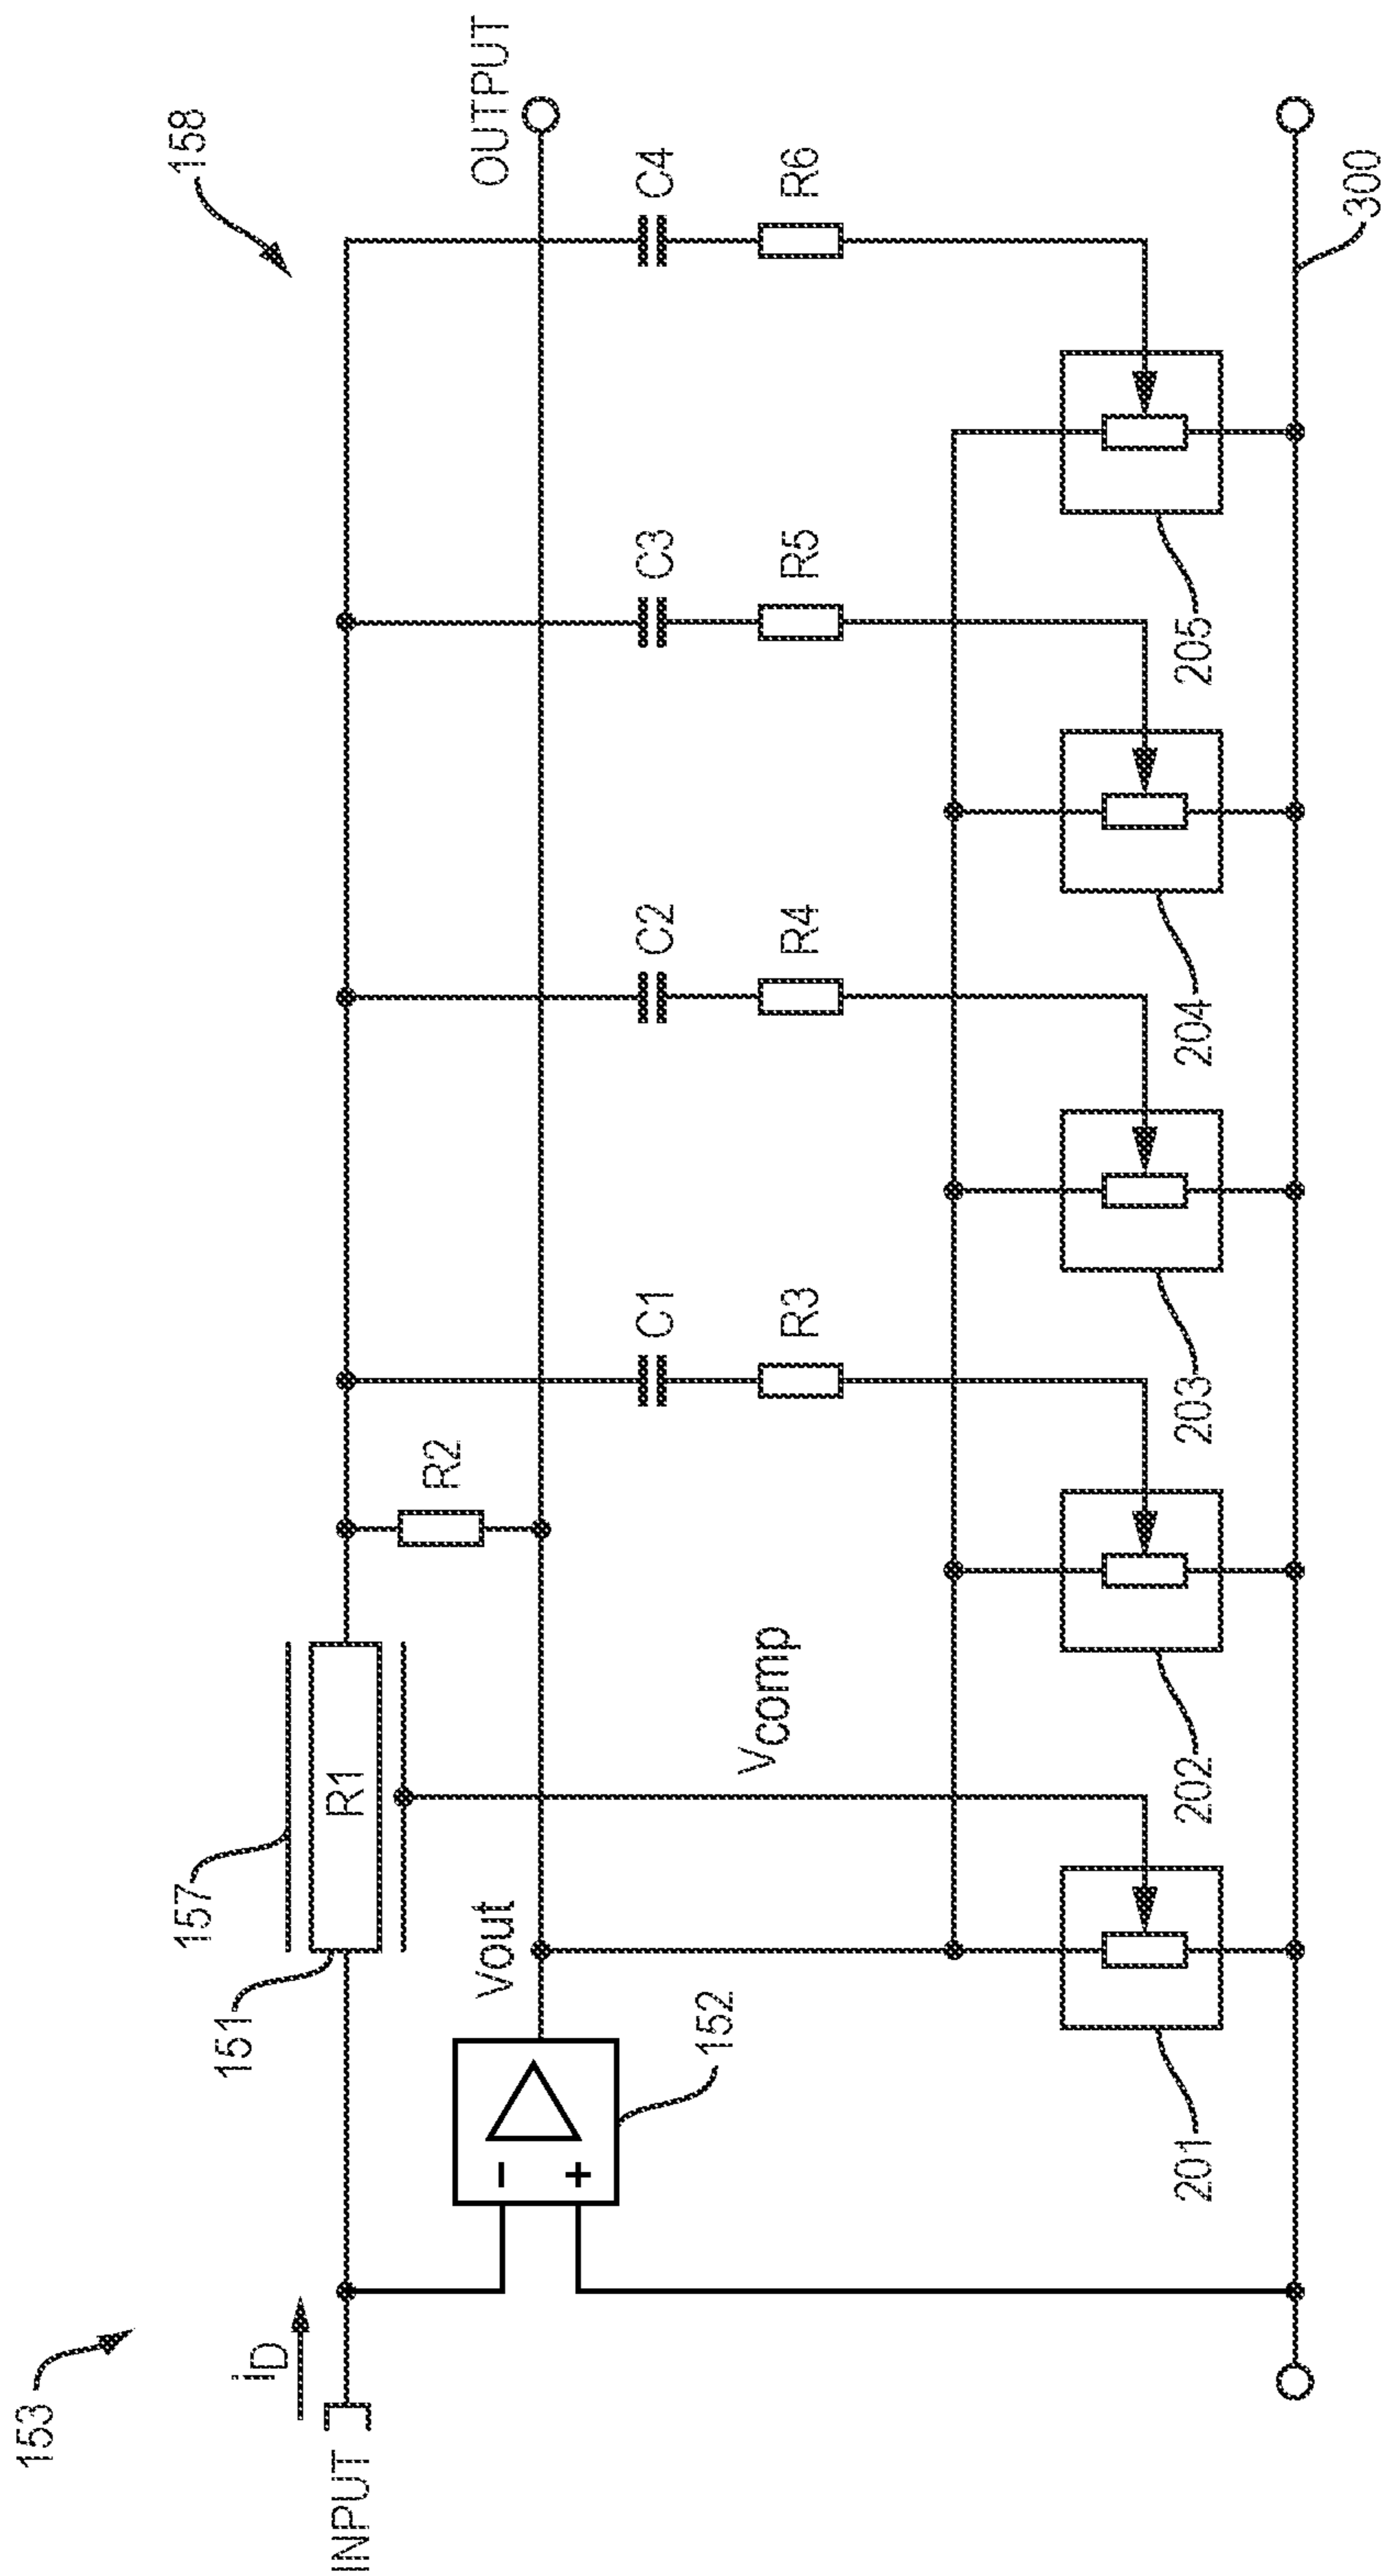 153
158
INPUT
iD
151
157
R1
R2
OUTPUT
Vout
152
Vcomp
C1
C2
C3
C4
R3
R4
R5
R6
201
202
203
204
205
300
-
+